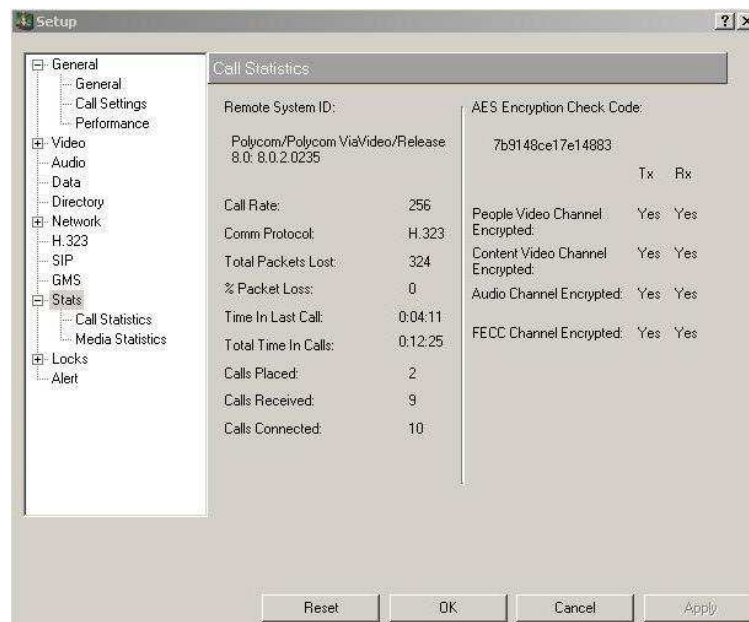 Setup
General
General
Call Settings
Performance
Video
Audio
Data
Directory
Network
H.323
SIP
GMS
Stats
Call Statistics
Media Statistics
Locks
Alert
Call Statistics
Remote System ID:
Polycom/Polycom ViaVideo/Release
8.0: 8.0.2.0235
Call Rate: 256
Comm Protocol: H.323
Total Packets Lost: 324
% Packet Loss: 0
Time In Last Call: 0:04:11
Total Time In Calls: 0:12:25
Calls Placed: 2
Calls Received: 9
Calls Connected: 10
AES Encryption Check Code:
7b9148ce17e14883
Tx Rx
People Video Channel Encrypted: Yes Yes
Content Video Channel Encrypted: Yes Yes
Audio Channel Encrypted: Yes Yes
FECC Channel Encrypted: Yes Yes
Reset OK Cancel Apply